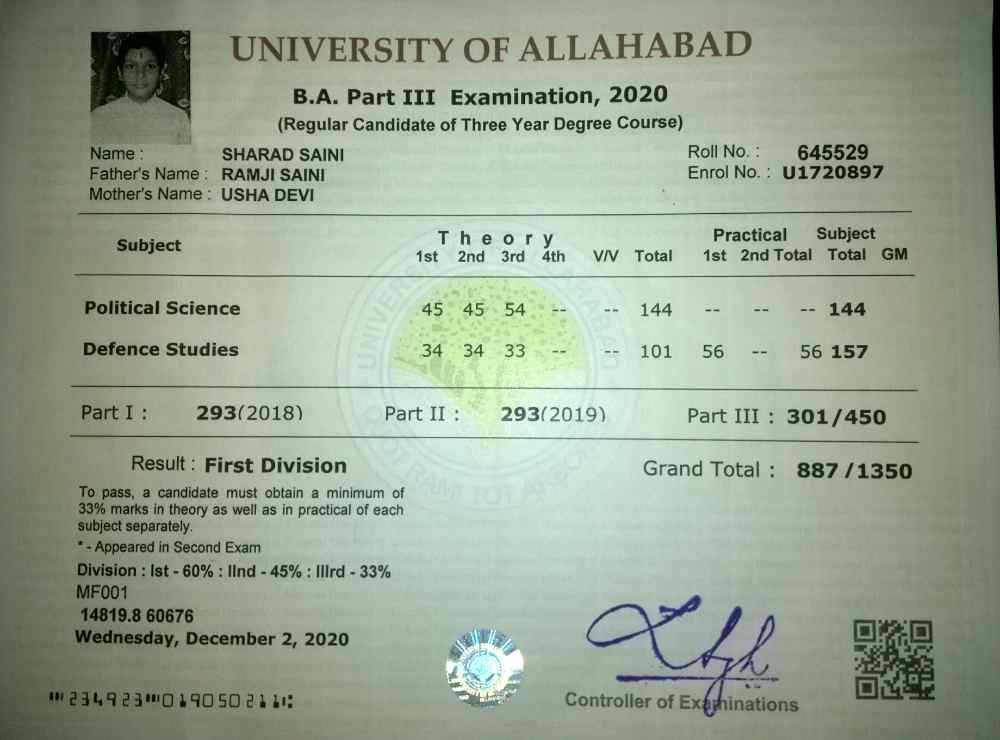 UNIVERSITY OF ALLAHABAD
B.A. Part III Examination, 2020
(Regular Candidate of Three Year Degree Course)
Name : SHARAD SAINI Roll No. : 645529
Father's Name : RAMJI SAINI Enrol No. : U1720897
Mother's Name : USHA DEVI
Subject Theory Practical Subject
1st 2nd 3rd 4th V/V Total 1st 2nd Total Total GM
Political Science 45 45 54 -- -- 144 -- -- -- 144
Defence Studies 34 34 33 -- -- 101 56 -- 56 157
Part I : 293(2018) Part II : 293(2019) Part III : 301/450
Result : First Division Grand Total : 887 /1350
To pass, a candidate must obtain a minimum of
33% marks in theory as well as in practical of each
subject separately.
* - Appeared in Second Exam
Division : Ist - 60% : IInd - 45% : IIIrd - 33%
MF001
14819.8 60676
Wednesday, December 2, 2020
Controller of Examinations